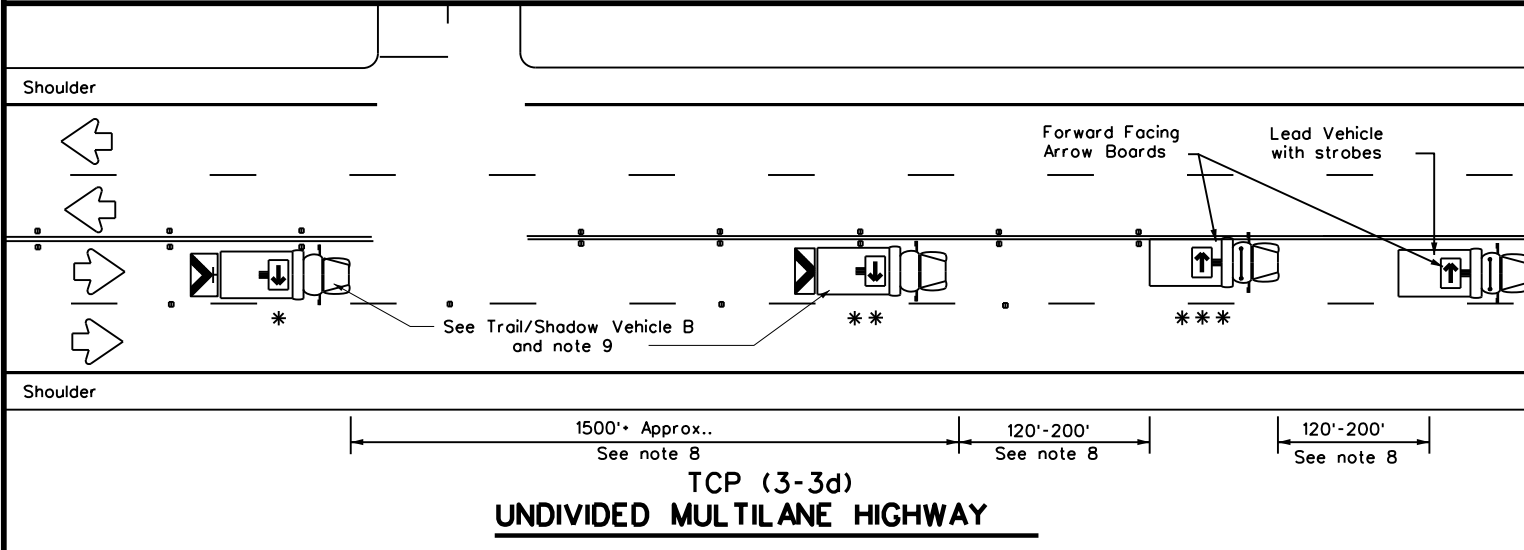 Shoulder
Forward Facing
Arrow Boards
Lead Vehicle
with strobes
*
**
***
See Trail/Shadow Vehicle B
and note 9
Shoulder
1500'+ Approx..
See note 8
120'-200'
See note 8
120'-200'
See note 8
TCP (3-3d)
UNDIVIDED MULTILANE HIGHWAY